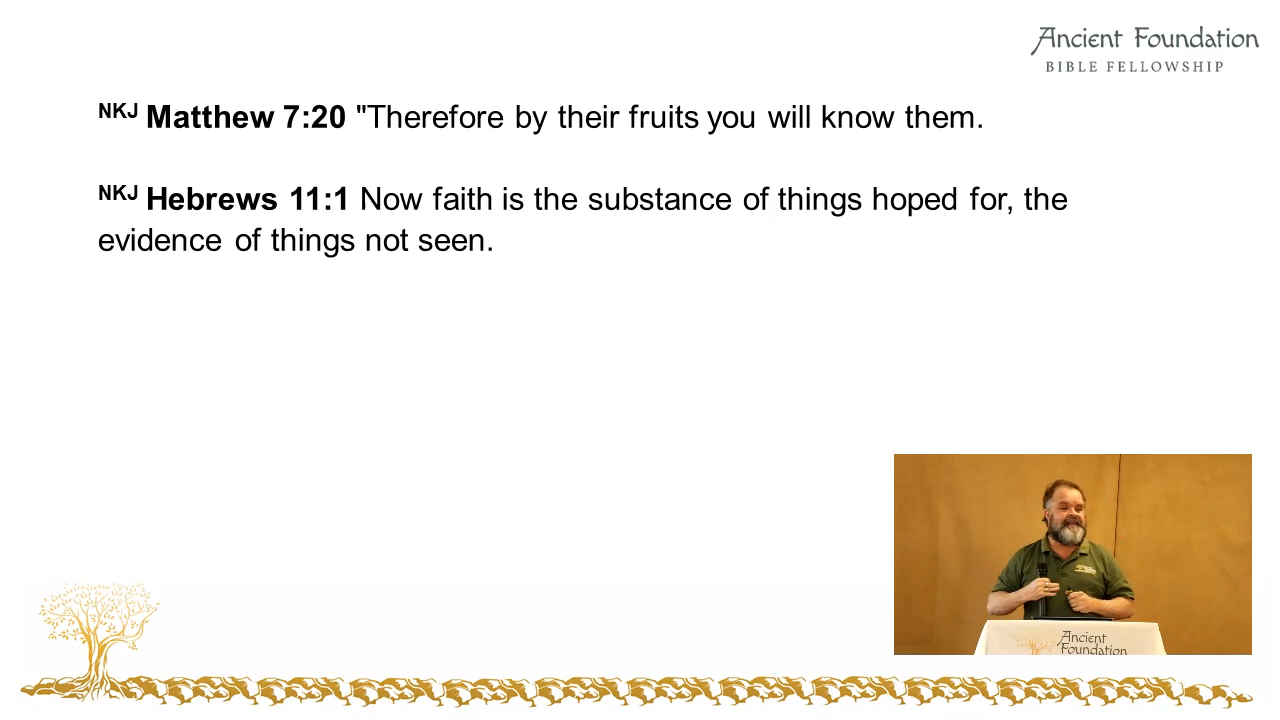 Ancient Foundation
BIBLE FELLOWSHIP
NKJ Matthew 7:20 "Therefore by their fruits you will know them.
NKJ Hebrews 11:1 Now faith is the substance of things hoped for, the
evidence of things not seen.
Ancient
Foundation